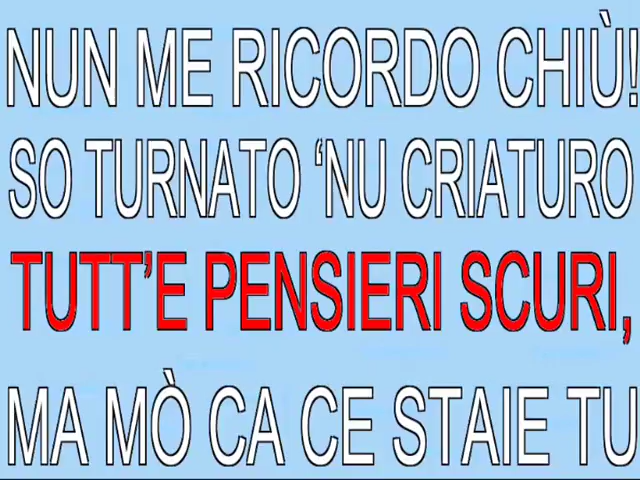 NUN ME RICORDO CHIÙ!
SO TURNATO ‘NU CRIATURO
TUTT’E PENSIERI SCURI,
MA MÒ CA CE STAIE TU